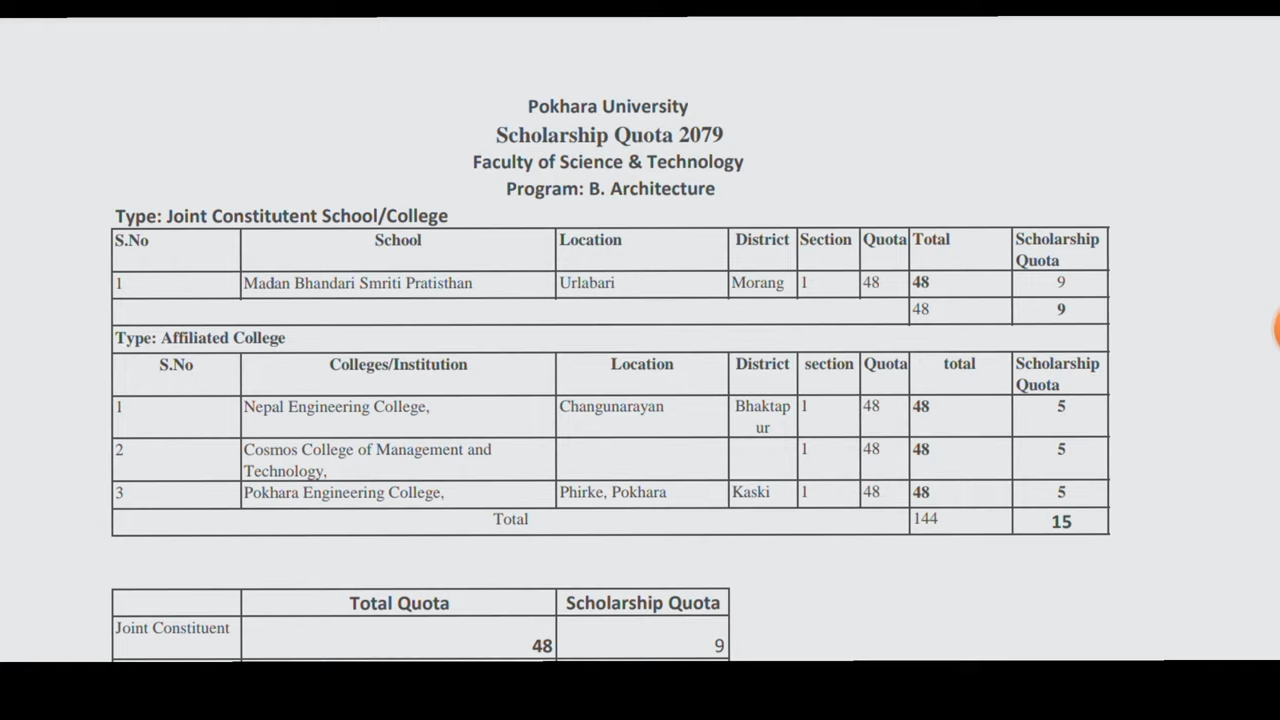 Pokhara University
Scholarship Quota 2079
Faculty of Science & Technology
Program: B. Architecture
Type: Joint Constitutent School/College
S.No School Location District Section Quota Total Scholarship Quota
1 Madan Bhandari Smriti Pratisthan Urlabari Morang 1 48 48 9
48 9
Type: Affiliated College
S.No Colleges/Institution Location District section Quota total Scholarship Quota
1 Nepal Engineering College, Changunarayan Bhaktapur 1 48 48 5
2 Cosmos College of Management and Technology, 1 48 48 5
3 Pokhara Engineering College, Phirke, Pokhara Kaski 1 48 48 5
Total 144 15
Total Quota Scholarship Quota
Joint Constituent 48 9